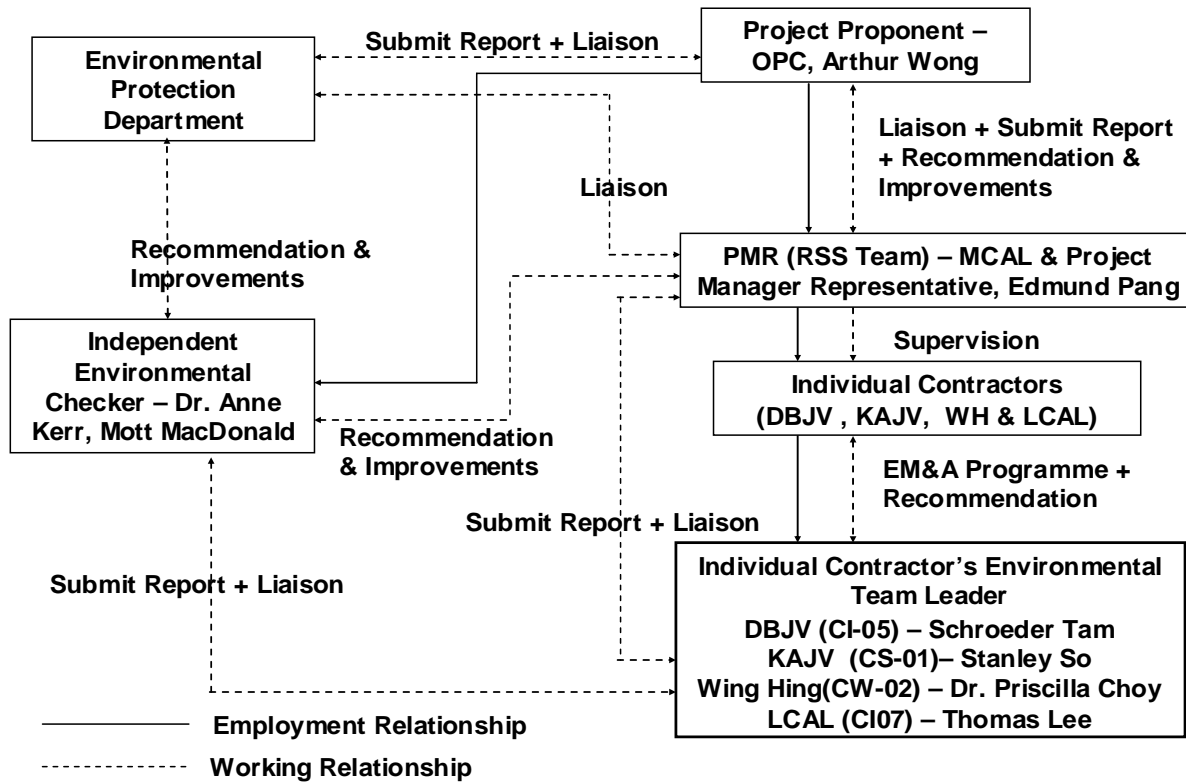 Environmental
Protection
Department
Submit Report + Liaison
Project Proponent –
OPC, Arthur Wong
Liaison + Submit Report
+ Recommendation &
Improvements
Liaison
Recommendation &
Improvements
PMR (RSS Team) – MCAL & Project
Manager Representative, Edmund Pang
Supervision
Independent
Environmental
Checker – Dr. Anne
Kerr, Mott MacDonald
Individual Contractors
(DBJV , KAJV, WH & LCAL)
Recommendation
& Improvements
EM&A Programme +
Recommendation
Submit Report + Liaison
Submit Report + Liaison
Individual Contractor's Environmental
Team Leader
DBJV (CI-05) – Schroeder Tam
KAJV (CS-01)– Stanley So
Wing Hing(CW-02) – Dr. Priscilla Choy
LCAL (CI07) – Thomas Lee
Employment Relationship
Working Relationship